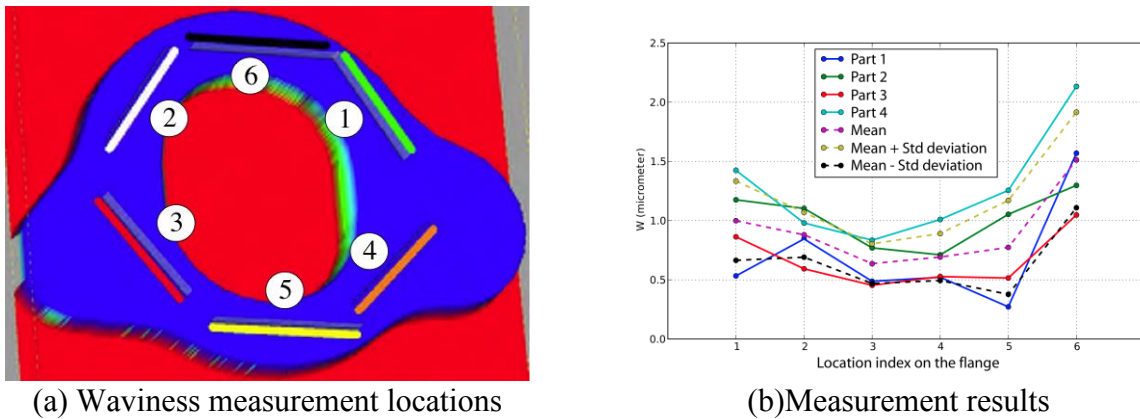 6
2
1
3
4
5
(a) Waviness measurement locations
2.5
2.0
1.5
1.0
0.5
0.0
W (micrometer)
Part 1
Part 2
Part 3
Part 4
Mean
Mean + Std deviation
Mean - Std deviation
1 2 3 4 5 6
Location index on the flange
(b)Measurement results